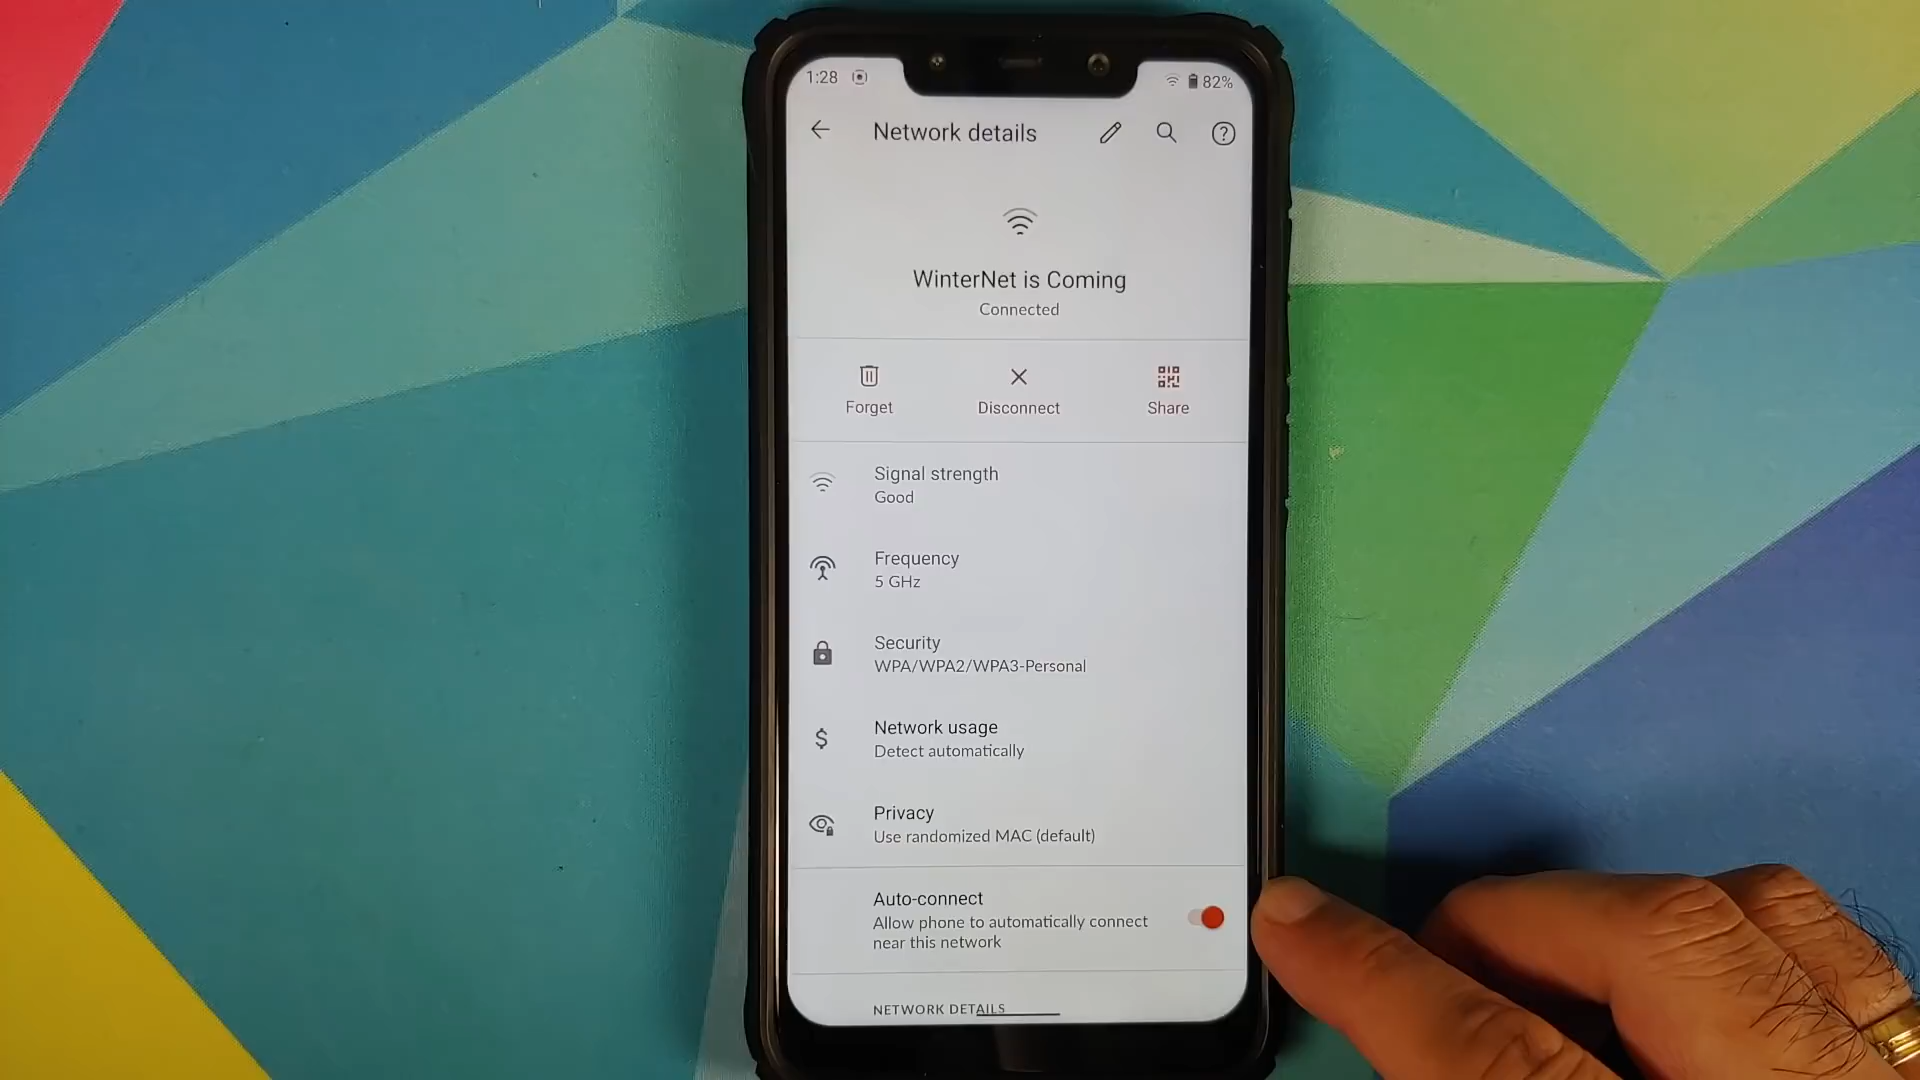 1:28
82%
Network details
WinterNet is Coming
Connected
Forget
Disconnect
Share
Signal strength
Good
Frequency
5 GHz
Security
WPA/WPA2/WPA3-Personal
$
Network usage
Detect automatically
Privacy
Use randomized MAC (default)
Auto-connect
Allow phone to automatically connect
near this network
NETWORK DETAILS